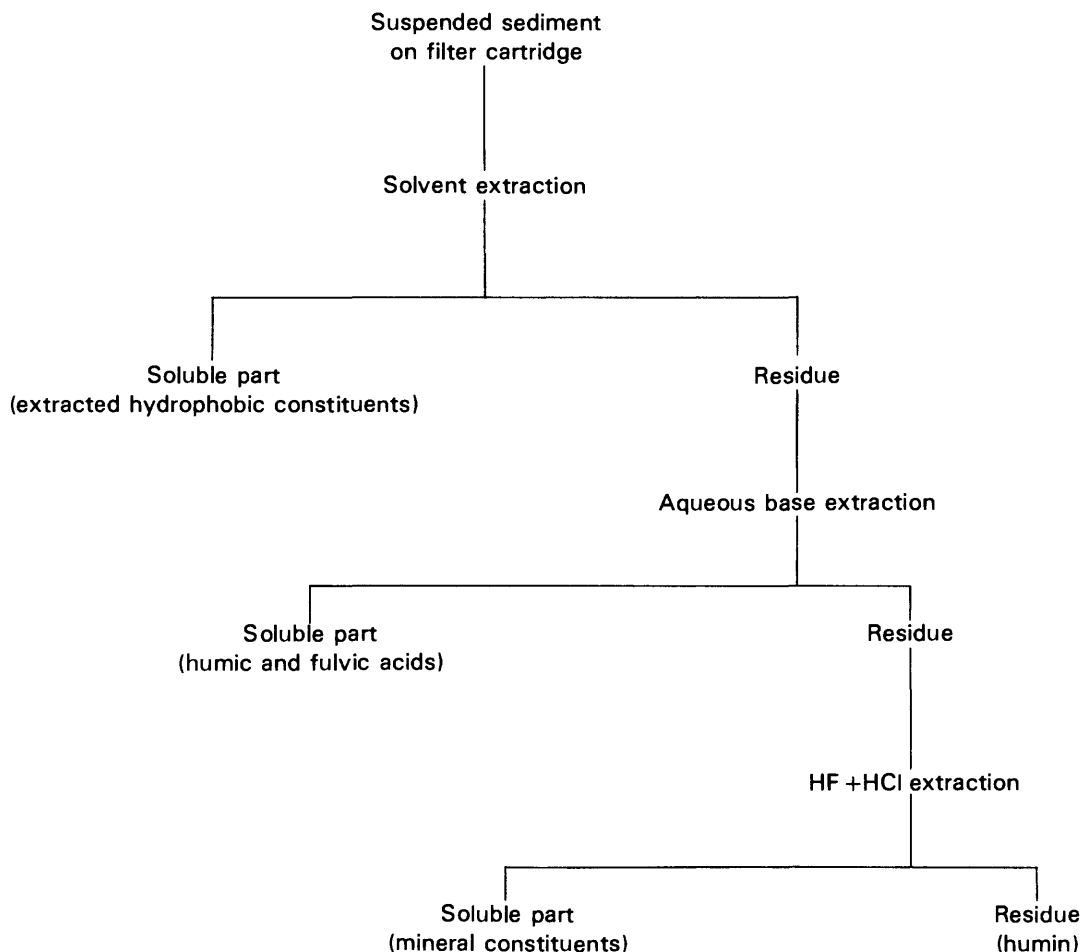 Suspended sediment
on filter cartridge
Solvent extraction
Soluble part
(extracted hydrophobic constituents)
Residue
Aqueous base extraction
Soluble part
(humic and fulvic acids)
Residue
HF +HCl extraction
Soluble part
(mineral constituents)
Residue
(humin)